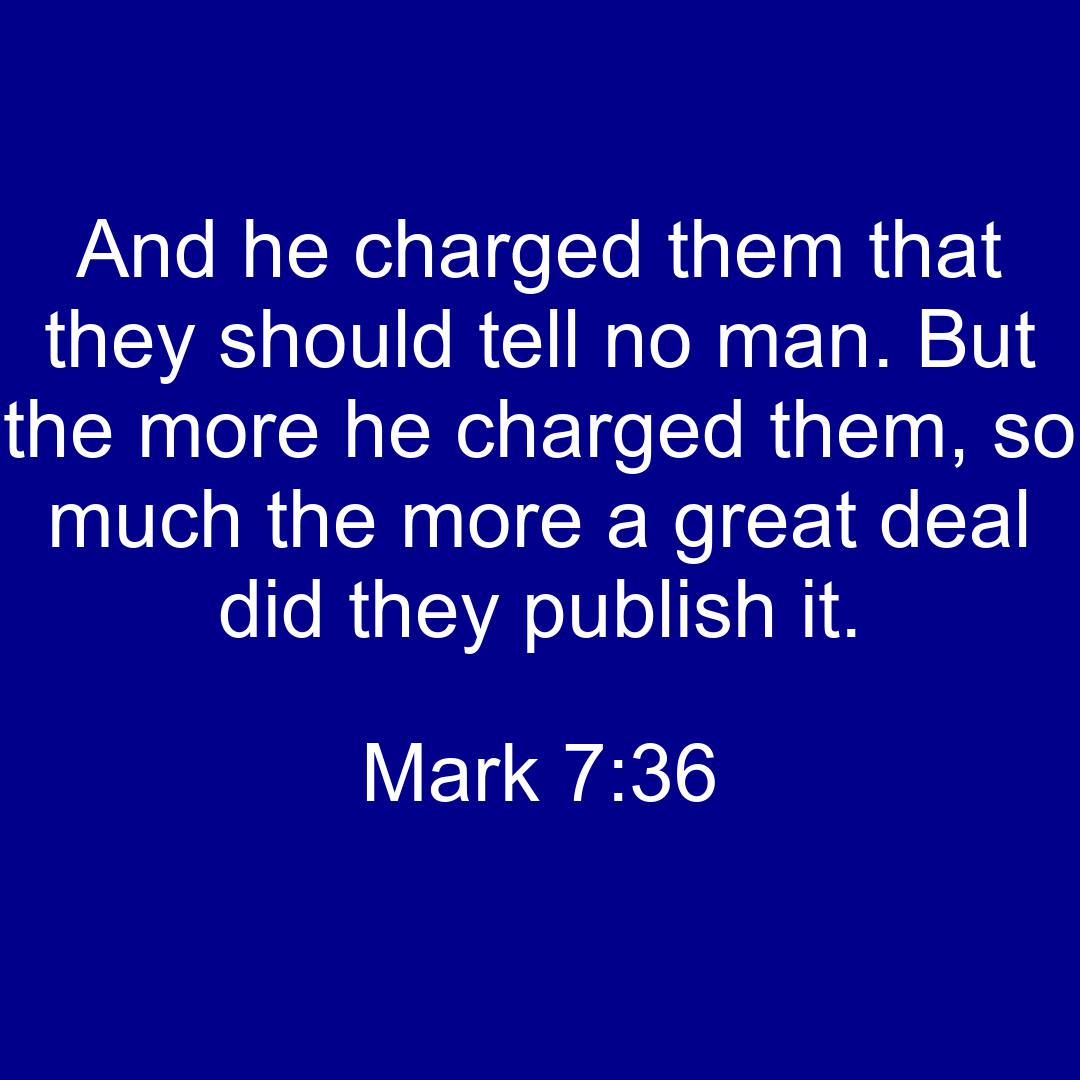 And he charged them that
they should tell no man. But
the more he charged them, so
much the more a great deal
did they publish it.
Mark 7:36